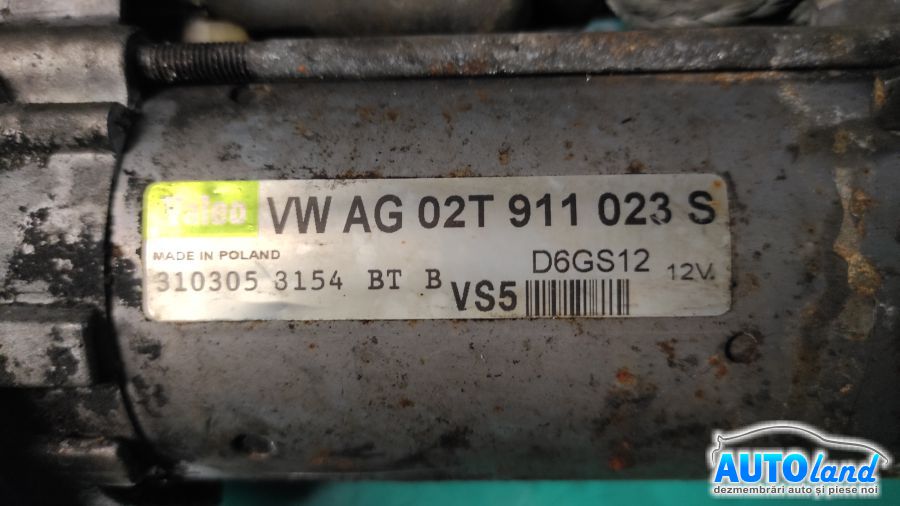 Valeo VW AG 02T 911 023 S
MADE IN POLAND
D6GS12 12V.
310305 3154 BT B VS5
AUTOland
dezmembrări auto și piese noi